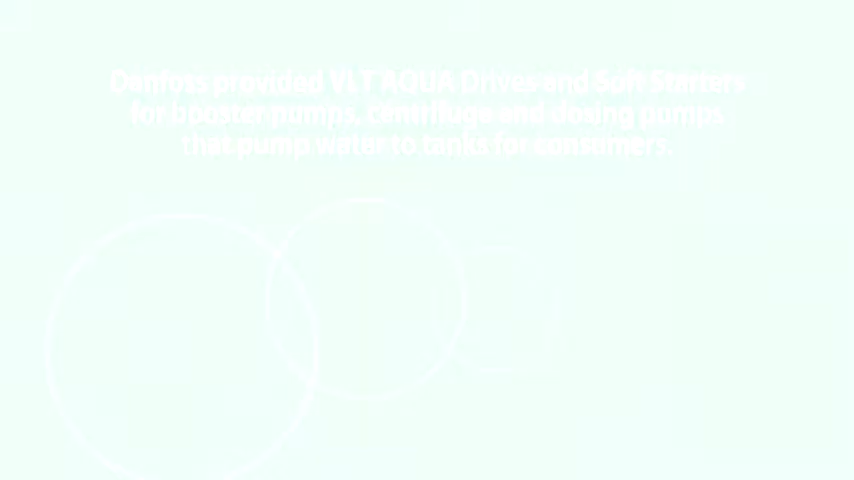 Danfoss provided VLT AQUA Drives and Soft Starters
for booster pumps, centrifuge and dosing pumps
that pump water to tanks for consumers.